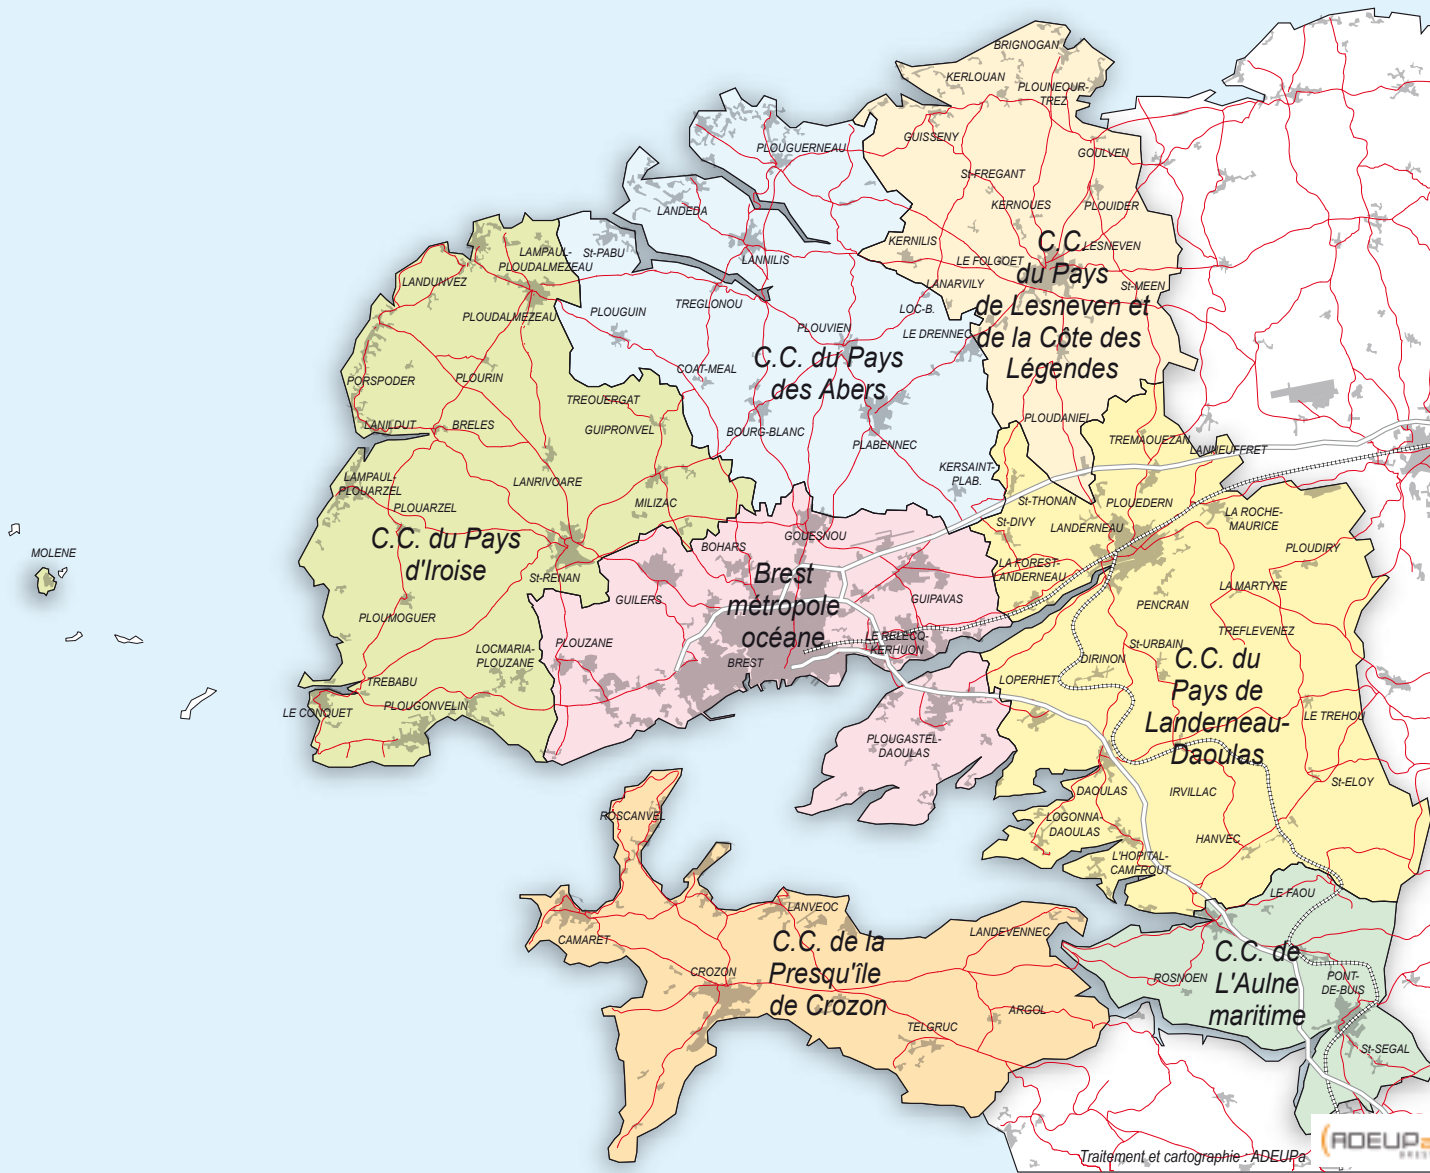 BRIGNOGAN
KERLOUAN
PLOUNEOUR-
TREZ
GUISSENY
GOULVEN
PLOUGUERNEAU
St-FREGANT
KERNOUES
PLOUIDER
LANDEDA
KERNILIS
C.C.
LESNEVEN
du Pays
de Lesneven et
de la Côte des
Légendes
LE FOLGOET
LANARVILY
St-MEEN
LANNILIS
St-PABU
LAMPAUL-
PLOUDALMEZEAU
LANDUNVEZ
PLOUDALMEZEAU
PLOUGUIN
TREGLONOU
LOC-B.
PLOUVIEN
LE DRENNEC
C.C. du Pays
des Abers
COAT-MEAL
PORSPODER
PLOURIN
TREOUERGAT
LANILDUT
BRELES
GUIPRONVEL
BOURG-BLANC
PLABENNEC
PLOUDANIEL
TREMAOUEZAN
LANNEUFFRET
KERSAINT-
PLAB.
LAMPAUL-
PLOUARZEL
LANRIVOARE
PLOUARZEL
MILIZAC
St-THONAN
PLOUEDERN
St-DIVY
LANDERNEAU
LA ROCHE-
MAURICE
C.C. du Pays
d'Iroise
MOLENE
BOHARS
GOUESNOU
PLOUDIRY
LA FOREST-
LANDERNEAU
St-RENAN
Brest
métropole
océane
GUILERS
GUIPAVAS
LA MARTYRE
PENCRAN
PLOUMOGUER
TREFLEVENEZ
LOCMARIA-
PLOUZANE
PLOUZANE
LE RELECQ-
KERHUON
St-URBAIN
DIRINON
BREST
C.C. du
Pays de
Landerneau-
Daoulas
TREBABU
LOPERHET
LE CONQUET
PLOUGONVELIN
LE TREHOU
PLOUGASTEL-
DAOULAS
St-ELOY
DAOULAS
IRVILLAC
ROSCANVEL
LOGONNA-
DAOULAS
HANVEC
L'HOPITAL-
CAMFROUT
LE FAOU
LANVEOC
LANDEVENNEC
CAMARET
C.C. de la
Presqu'île
de Crozon
CROZON
C.C. de
L'Aulne
maritime
ROSNOEN
PONT-
DE-BUIS
ARGOL
TELGRUC
St-SEGAL
Traitement et cartographie : ADEUPa
ADEUPa
BREST